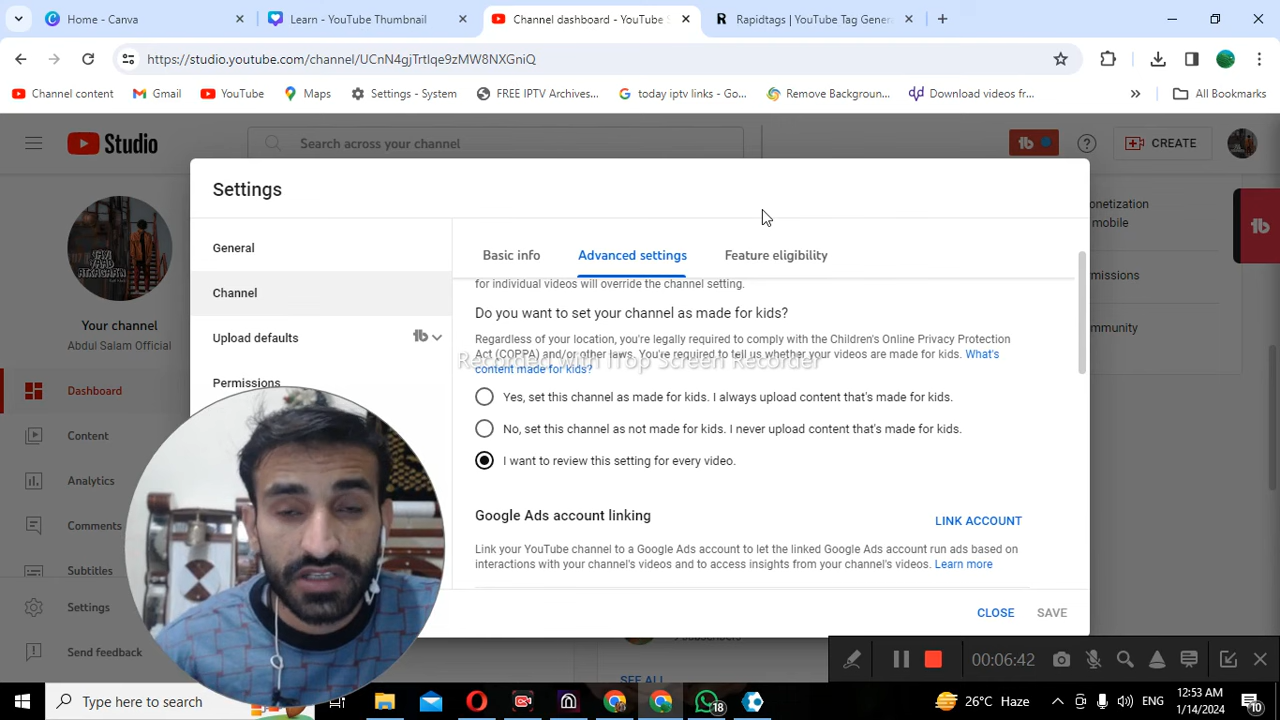 Home - Canva
Learn - YouTube Thumbnail
Channel dashboard - YouTube S
Rapidtags | YouTube Tag Gener
https://studio.youtube.com/channel/UCnN4gjTrtIqe9zMW8NXGniQ
Channel content
Gmail
YouTube
Maps
Settings - System
FREE IPTV Archives...
today iptv links - Go...
Remove Backgroun...
Download videos fr...
All Bookmarks
Studio
Search across your channel
CREATE
Settings
General
Channel
Upload defaults
Permissions
Basic info
Advanced settings
Feature eligibility
for individual videos will override the channel setting.
Do you want to set your channel as made for kids?
Regardless of your location, you're legally required to comply with the Children's Online Privacy Protection
Act (COPPA) and/or other laws. You're required to tell us whether your videos are made for kids. What's
content made for kids?
Recorded with iTop Screen Recorder
Yes, set this channel as made for kids. I always upload content that's made for kids.
No, set this channel as not made for kids. I never upload content that's made for kids.
I want to review this setting for every video.
Google Ads account linking
LINK ACCOUNT
Link your YouTube channel to a Google Ads account to let the linked Google Ads account run ads based on
interactions with your channel's videos and to access insights from your channel's videos. Learn more
CLOSE
SAVE
Your channel
Abdul Salam Official
Dashboard
Content
Analytics
Comments
Subtitles
Settings
Send feedback
onetization
mobile
rmissions
mmunity
SEE ALL
00:06:42
Type here to search
18
26°C Haze
ENG
12:53 AM
1/14/2024
10